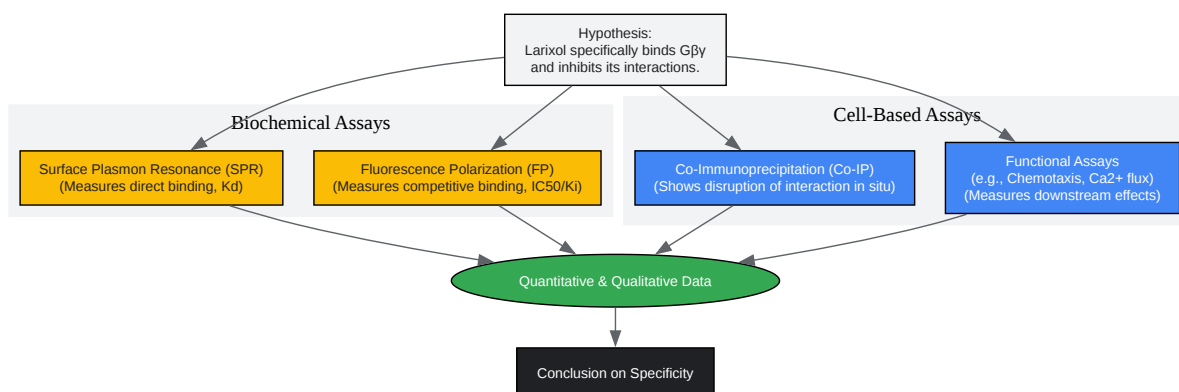 Hypothesis:
Larixol specifically binds Gβγ
and inhibits its interactions.
Biochemical Assays
Cell-Based Assays
Surface Plasmon Resonance (SPR)
(Measures direct binding, Kd)
Fluorescence Polarization (FP)
(Measures competitive binding, IC50/Ki)
Co-Immunoprecipitation (Co-IP)
(Shows disruption of interaction in situ)
Functional Assays
(e.g., Chemotaxis, Ca2+ flux)
(Measures downstream effects)
Quantitative & Qualitative Data
Conclusion on Specificity